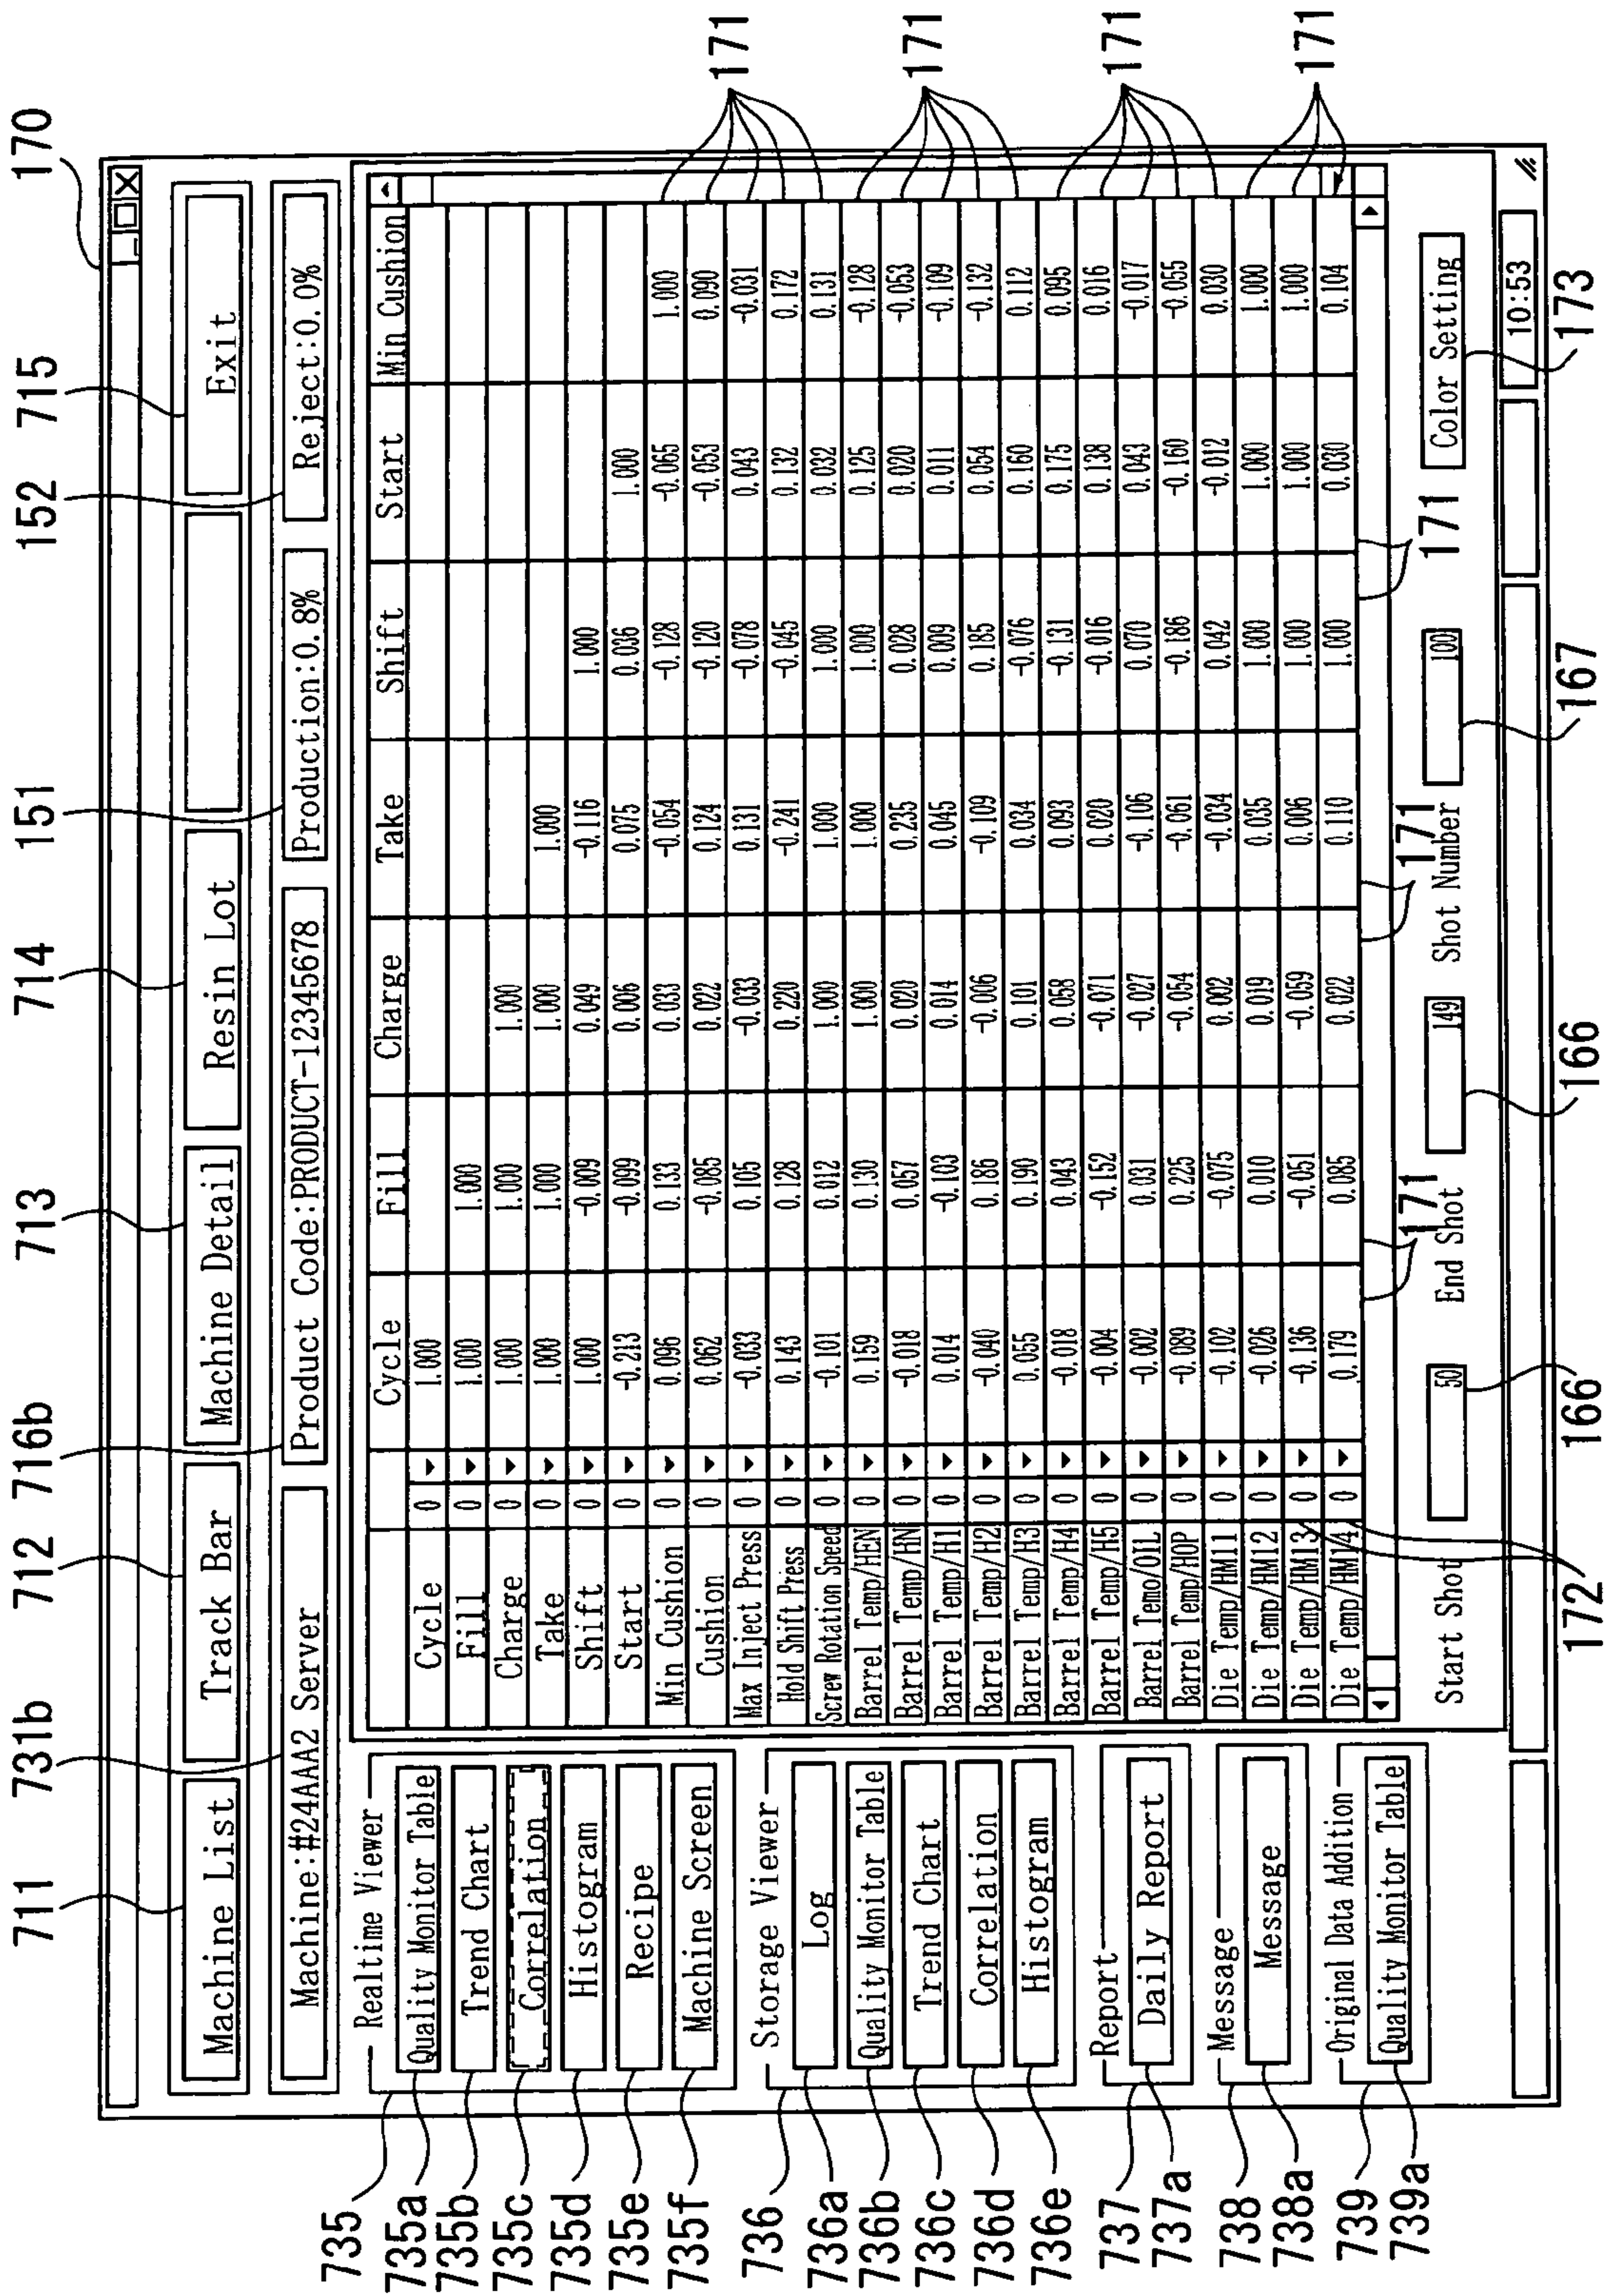 711 731b 712 716b 713 714 151 152 715 170
Machine List Track Bar Machine Detail Resin Lot Exit
Machine:#24AA2 Server Product Code:PRODUCT-12345678 Production:0.8% Reject:0.0%
735 Realtime Viewer
735a Quality Monitor Table
735b Trend Chart
735c Correlation
735d Histogram
735e Recipe
735f Machine Screen
736 Storage Viewer
736a Log
736b Quality Monitor Table
736c Trend Chart
736d Correlation
736e Histogram
737 Report
737a Daily Report
738 Message
738a Message
739 Original Data Addition
739a Quality Monitor Table
Cycle Fill Charge Take Shift Start Min Cushion
Cycle 0 1.000
Fill 0 1.000 1.000
Charge 0 1.000 1.000 1.000
Take 0 1.000 1.000 1.000 1.000
Shift 0 1.000 -0.009 0.049 -0.116 1.000
Start 0 -0.213 -0.099 0.006 0.075 0.036 1.000
Min Cushion 0 0.096 0.133 0.033 -0.054 -0.128 -0.065 1.000
Cushion 0 0.062 -0.085 0.022 0.124 -0.120 -0.053 0.090
Max Inject Press 0 -0.033 0.105 -0.033 0.131 -0.078 0.043 -0.031
Hold Shift Press 0 0.143 0.128 0.220 -0.241 -0.045 0.132 0.172
Screw Rotation Speed 0 -0.101 0.012 1.000 1.000 1.000 0.032 0.131
Barrel Temp/HEN 0 0.159 0.130 1.000 1.000 1.000 0.125 -0.128
Barrel Temp/HN 0 -0.018 0.057 0.020 0.235 0.028 0.020 -0.053
Barrel Temp/H1 0 0.014 -0.103 0.014 0.045 0.009 0.011 -0.109
Barrel Temp/H2 0 -0.040 0.186 -0.006 -0.109 0.185 0.054 -0.132
Barrel Temp/H3 0 0.055 0.190 0.101 0.034 -0.076 0.160 0.112
Barrel Temp/H4 0 -0.018 0.043 0.058 0.093 -0.131 0.175 0.095
Barrel Temp/H5 0 -0.004 -0.152 -0.071 0.020 -0.016 0.138 0.016
Barrel Temo/OIL 0 -0.002 0.031 -0.027 -0.106 0.070 0.043 -0.017
Barrel Temp/HOP 0 -0.089 0.225 -0.054 -0.061 -0.186 -0.160 -0.055
Die Temp/HM11 0 -0.102 -0.075 0.002 -0.034 0.042 -0.012 0.030
Die Temp/HM12 0 -0.026 0.010 0.019 0.035 1.000 1.000 1.000
Die Temp/HM13 0 -0.136 -0.051 -0.059 0.006 1.000 1.000 1.000
Die Temp/HM14 0 0.179 0.085 0.022 0.110 1.000 0.030 0.104
171
171
171
171
171 171 171
Start Shot 50 End Shot 149 Shot Number 100 Color Setting
10:53
172 166 166 167 173